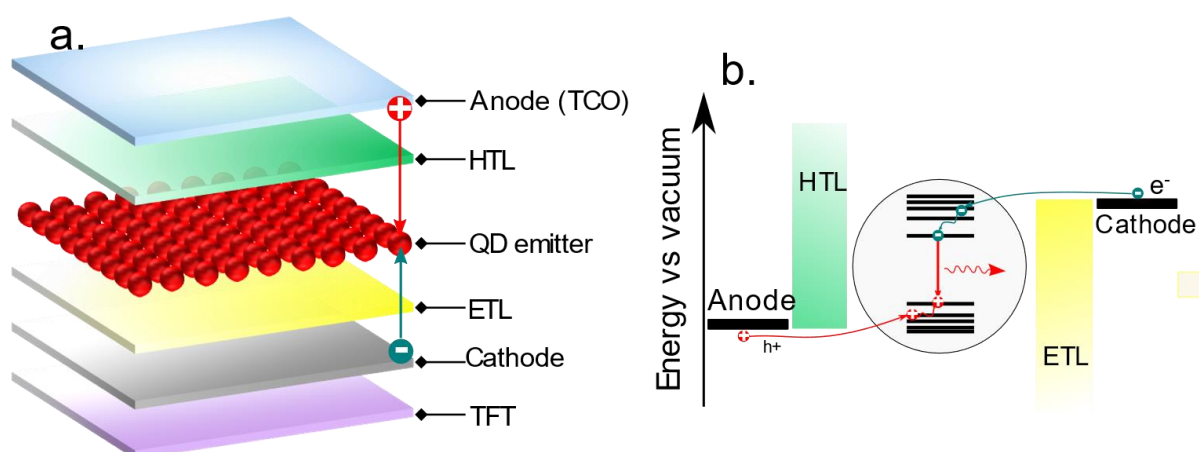 a.
Anode (TCO)
HTL
QD emitter
ETL
Cathode
TFT
b.
Energy vs vacuum
HTL
e-
Cathode
Anode
h+
ETL